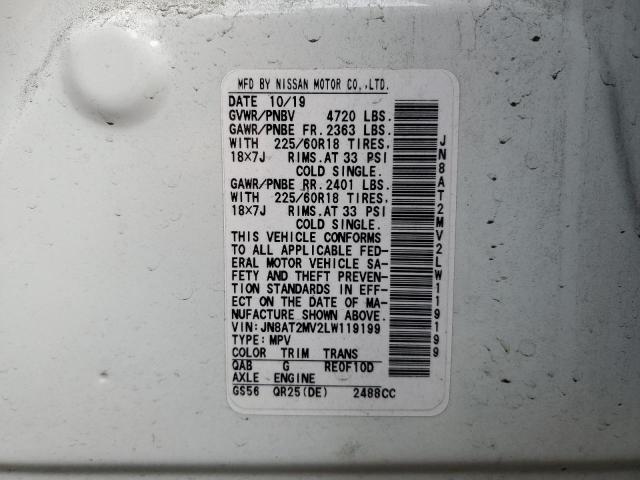 MFD BY NISSAN MOTOR CO.,LTD.
DATE 10/19
GVWR/PNBV 4720 LBS.
GAWR/PNBE FR.2363 LBS.
WITH 225/60R18 TIRES,
18×7J RIMS.AT 33 PSI
COLD SINGLE.
GAWR/PNBE RR.2401 LBS.
WITH 225/60R18 TIRES,
18×7J RIMS.AT 33 PSI
COLD SINGLE.
THIS VEHICLE CONFORMS
TO ALL APPLICABLE FED-
ERAL MOTOR VEHICLE SA-
FETY AND THEFT PREVEN-
TION STANDARDS IN EFF-
ECT ON THE DATE OF MA-
NUFACTURE SHOWN ABOVE.
VIN:JN8AT2MV2LW119199
TYPE:MPV
COLOR TRIM TRANS
QAB G RE0F10D
AXLE ENGINE
GS56 QR25(DE) 2488CC
JN8AT2MV2LW119199